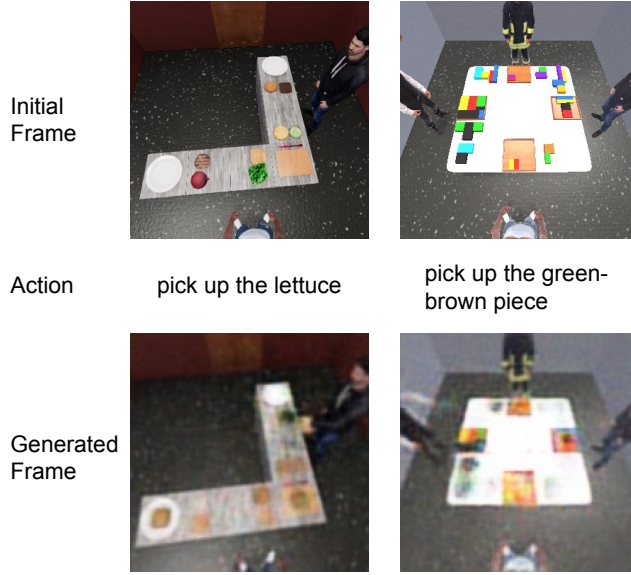 Initial
Frame
Action
pick up the lettuce
pick up the green-
brown piece
Generated
Frame